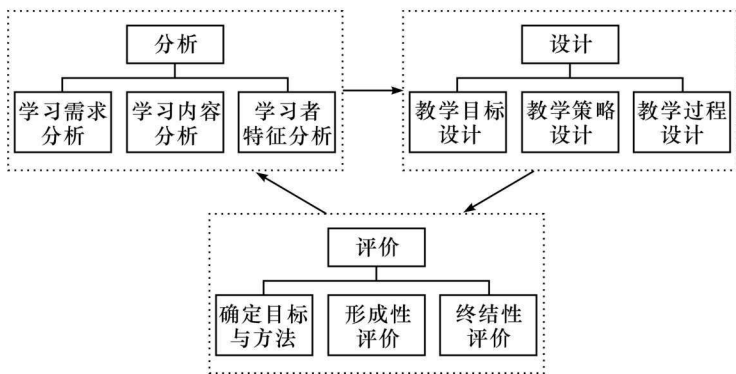 分析
学习需求
分析
学习内容
分析
学习者
特征分析
设计
教学目标
设计
教学策略
设计
教学过程
设计
评价
确定目标
与方法
形成性
评价
终结性
评价